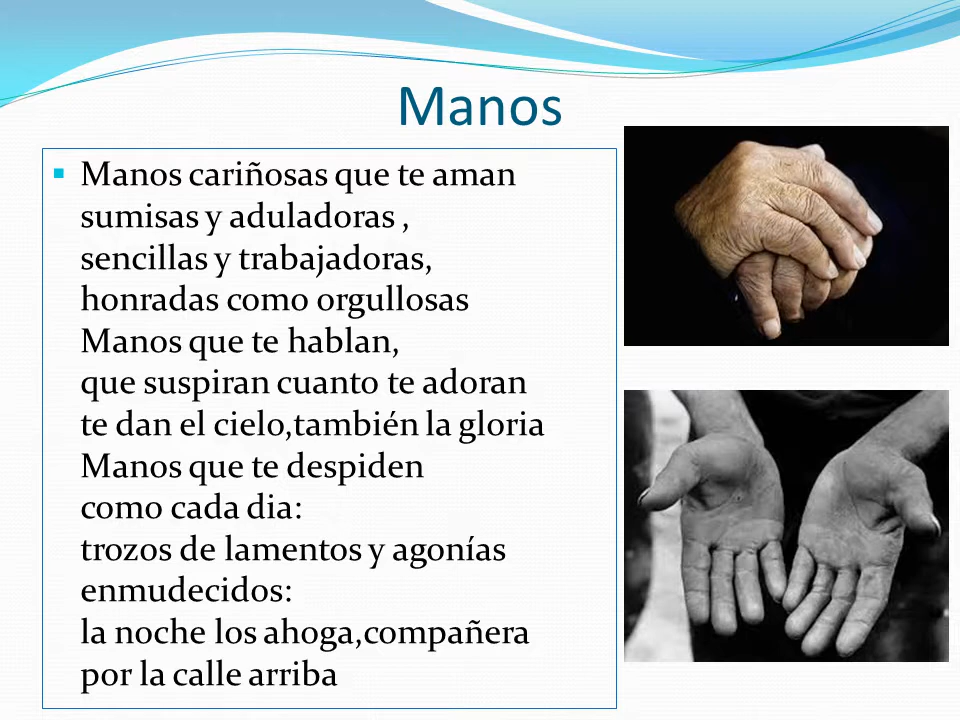 Manos
Manos cariñosas que te aman
sumisas y aduladoras ,
sencillas y trabajadoras,
honradas como orgullosas
Manos que te hablan,
que suspiran cuanto te adoran
te dan el cielo,también la gloria
Manos que te despiden
como cada dia:
trozos de lamentos y agonías
enmudecidos:
la noche los ahoga,compañera
por la calle arriba